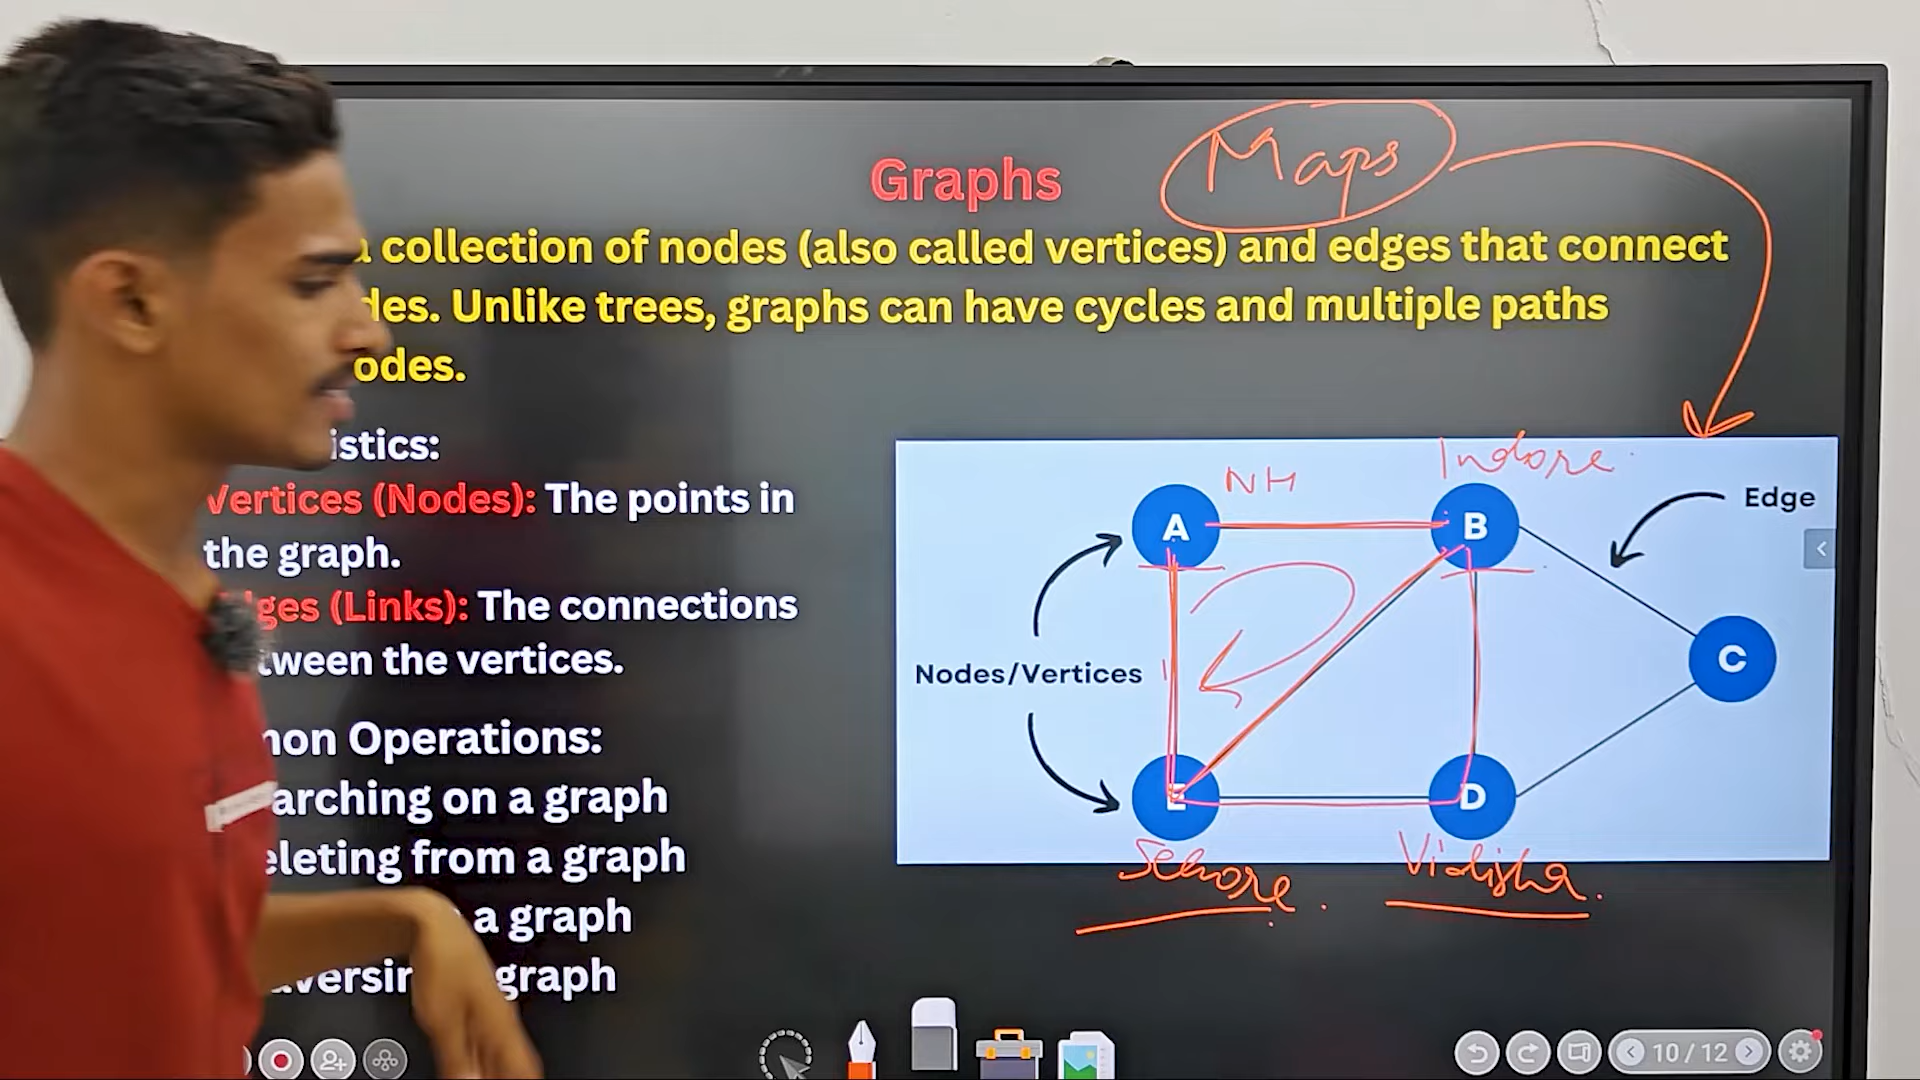 Graphs
Maps
a collection of nodes (also called vertices) and edges that connect
des. Unlike trees, graphs can have cycles and multiple paths
odes.
istics:
Vertices (Nodes): The points in
the graph.
ges (Links): The connections
tween the vertices.
non Operations:
arching on a graph
eleting from a graph
a graph
versin graph
NH
Indore
A
B
Edge
C
Nodes/Vertices
E
D
Sehore
Vidisha
10 / 12